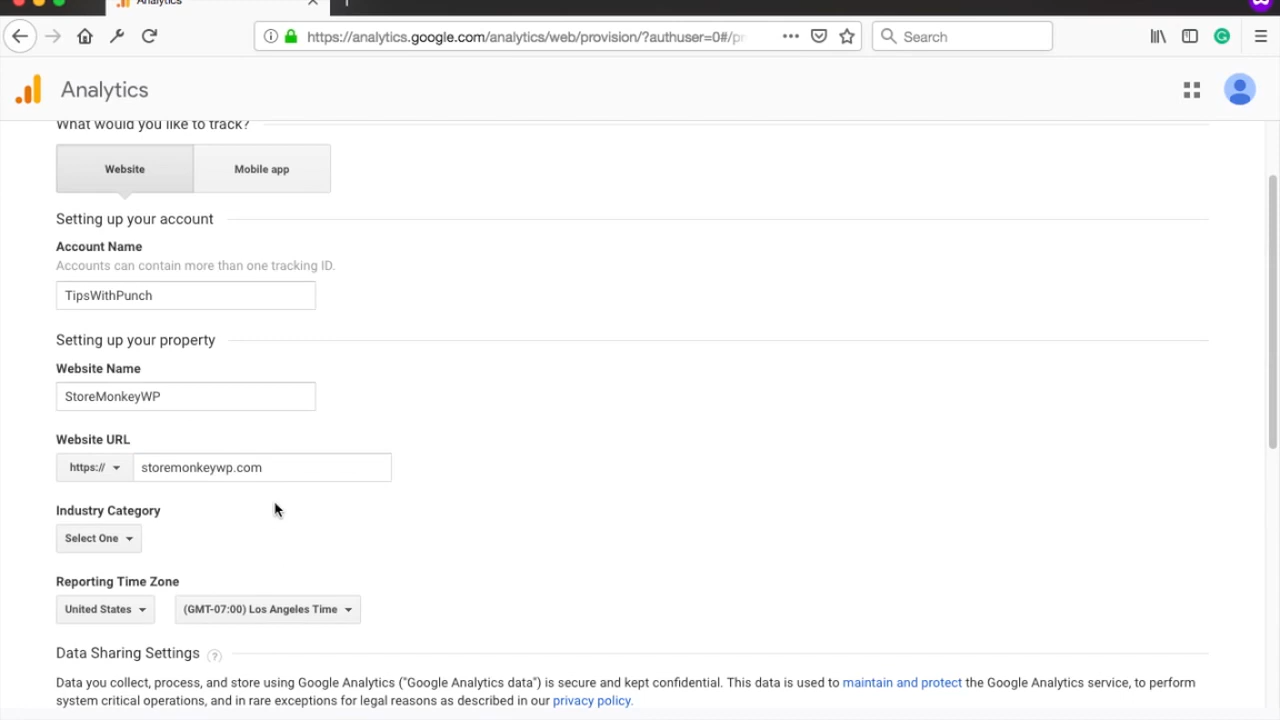 Analytics
https://analytics.google.com/analytics/web/provision/?authuser=0#/pr
Search
Analytics
What would you like to track?
Website
Mobile app
Setting up your account
Account Name
Accounts can contain more than one tracking ID.
TipsWithPunch
Setting up your property
Website Name
StoreMonkeyWP
Website URL
https://
storemonkeywp.com
Industry Category
Select One
Reporting Time Zone
United States
(GMT-07:00) Los Angeles Time
Data Sharing Settings ?
Data you collect, process, and store using Google Analytics ("Google Analytics data") is secure and kept confidential. This data is used to maintain and protect the Google Analytics service, to perform
system critical operations, and in rare exceptions for legal reasons as described in our privacy policy.